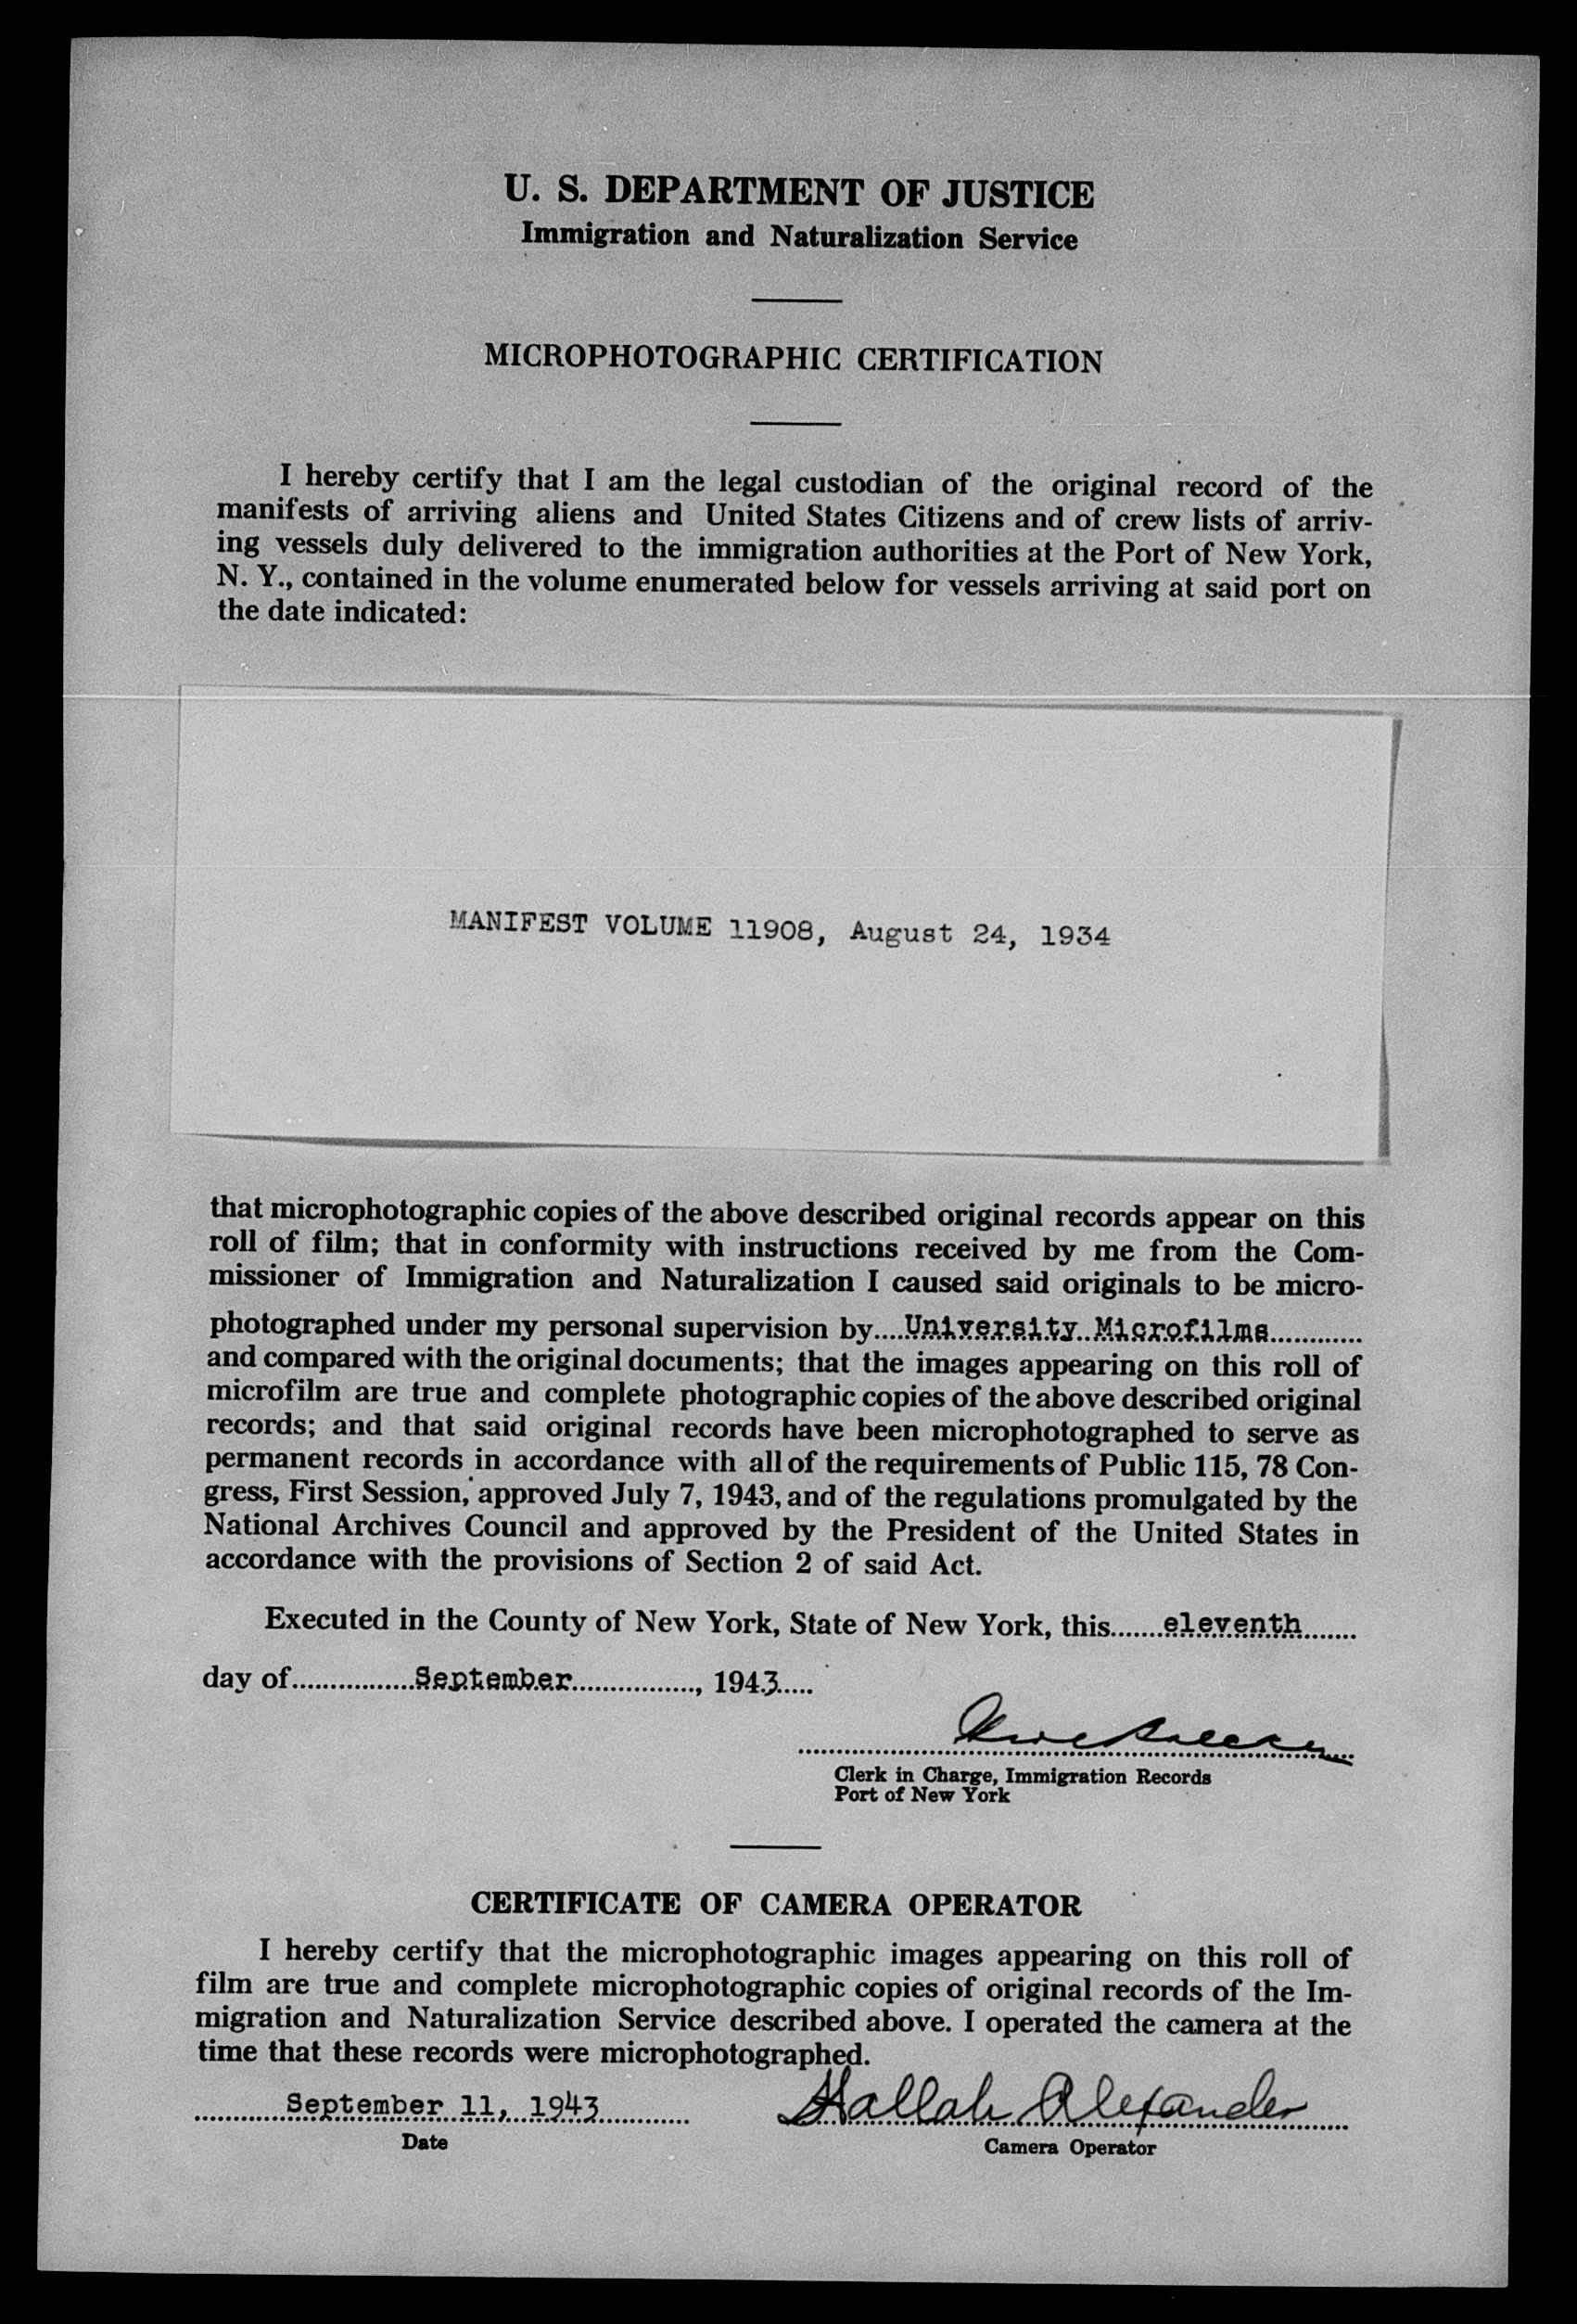 U. S. DEPARTMENT OF JUSTICE
Immigration and Naturalization Service
MICROPHOTOGRAPHIC CERTIFICATION
I hereby certify that I am the legal custodian of the original record of the
manifests of arriving aliens and United States Citizens and of crew lists of arriv-
ing vessels duly delivered to the immigration authorities at the Port of New York,
N. Y., contained in the volume enumerated below for vessels arriving at said port on
the date indicated:
MANIFEST VOLUME 11908, August 24, 1934
that microphotographic copies of the above described original records appear on this
roll of film; that in conformity with instructions received by me from the Com-
missioner of Immigration and Naturalization I caused said originals to be micro-
photographed under my personal supervision by....University Microfilms............
and compared with the original documents; that the images appearing on this roll of
microfilm are true and complete photographic copies of the above described original
records; and that said original records have been microphotographed to serve as
permanent records in accordance with all of the requirements of Public 115, 78 Con-
gress, First Session, approved July 7, 1943, and of the regulations promulgated by the
National Archives Council and approved by the President of the United States in
accordance with the provisions of Section 2 of said Act.
Executed in the County of New York, State of New York, this.......eleventh.......
day of................September................, 1943.....
Clerk in Charge, Immigration Records
Port of New York
CERTIFICATE OF CAMERA OPERATOR
I hereby certify that the microphotographic images appearing on this roll of
film are true and complete microphotographic copies of original records of the Im-
migration and Naturalization Service described above. I operated the camera at the
time that these records were microphotographed.
September 11, 1943 Hallah Alexander
Date Camera Operator